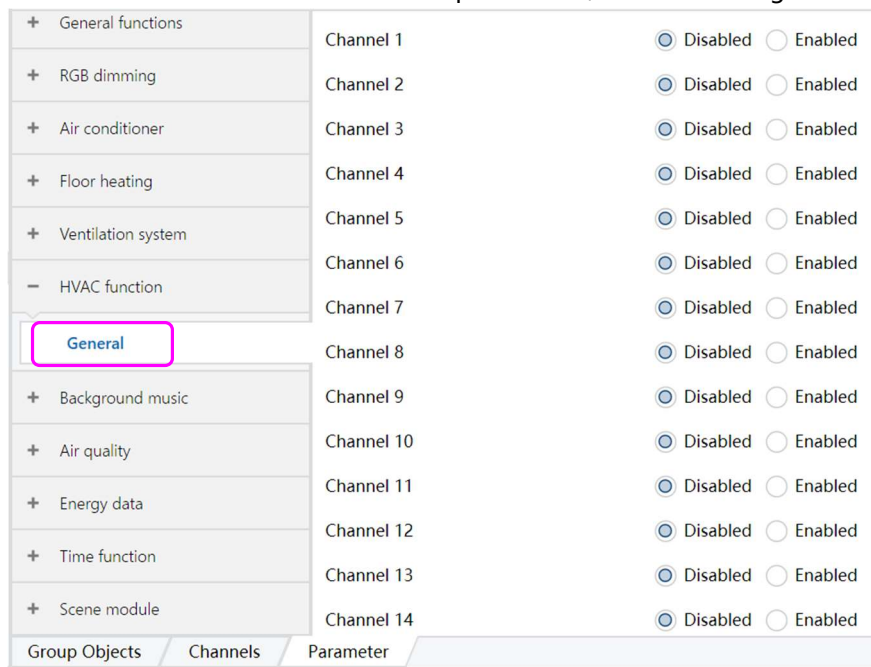 + General functions
+ RGB dimming
+ Air conditioner
+ Floor heating
+ Ventilation system
− HVAC function
General
+ Background music
+ Air quality
+ Energy data
+ Time function
+ Scene module
Channel 1 Disabled Enabled
Channel 2 Disabled Enabled
Channel 3 Disabled Enabled
Channel 4 Disabled Enabled
Channel 5 Disabled Enabled
Channel 6 Disabled Enabled
Channel 7 Disabled Enabled
Channel 8 Disabled Enabled
Channel 9 Disabled Enabled
Channel 10 Disabled Enabled
Channel 11 Disabled Enabled
Channel 12 Disabled Enabled
Channel 13 Disabled Enabled
Channel 14 Disabled Enabled
Group Objects Channels Parameter